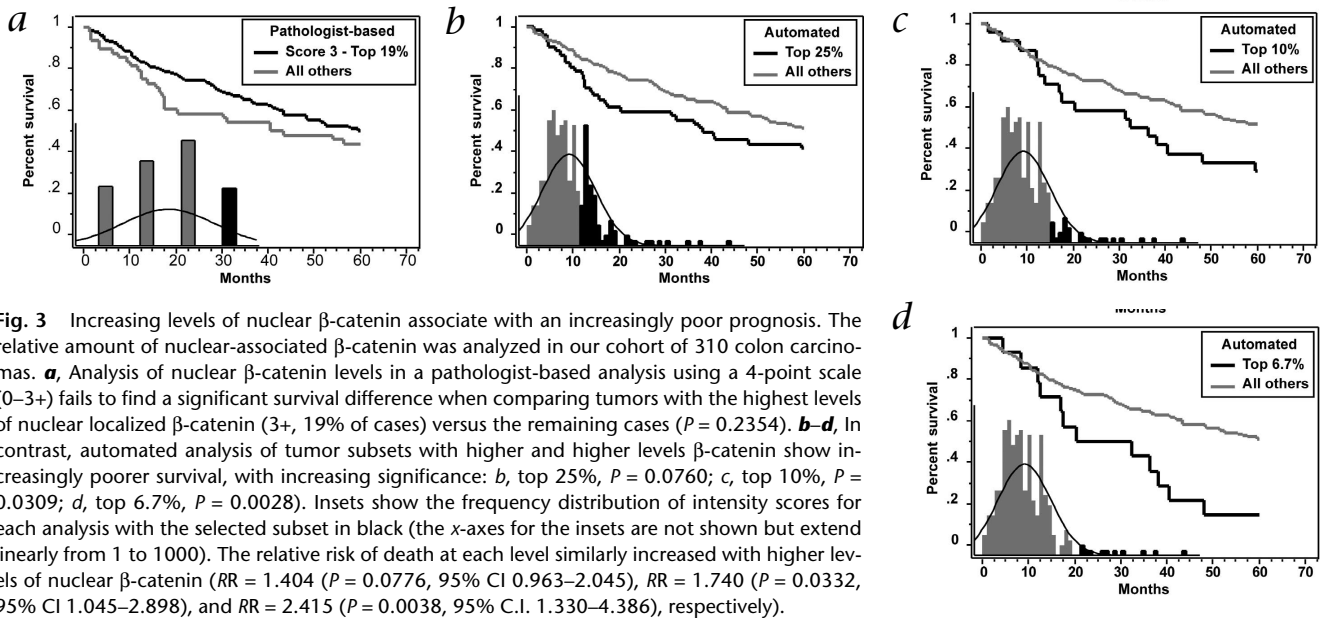 a
Percent survival
1
.8
.6
.4
.2
0
Pathologist-based
Score 3 - Top 19%
All others
0 10 20 30 40 50 60 70
Months
b
Percent survival
1
.8
.6
.4
.2
0
Automated
Top 25%
All others
0 10 20 30 40 50 60 70
Months
c
Percent survival
1
.8
.6
.4
.2
0
Automated
Top 10%
All others
0 10 20 30 40 50 60 70
Months
ig. 3 Increasing levels of nuclear β-catenin associate with an increasingly poor prognosis. The
relative amount of nuclear-associated β-catenin was analyzed in our cohort of 310 colon carcino-
mas. a, Analysis of nuclear β-catenin levels in a pathologist-based analysis using a 4-point scale
(0–3+) fails to find a significant survival difference when comparing tumors with the highest levels
of nuclear localized β-catenin (3+, 19% of cases) versus the remaining cases (P = 0.2354). b–d, In
contrast, automated analysis of tumor subsets with higher and higher levels β-catenin show in-
creasingly poorer survival, with increasing significance: b, top 25%, P = 0.0760; c, top 10%, P =
0.0309; d, top 6.7%, P = 0.0028). Insets show the frequency distribution of intensity scores for
each analysis with the selected subset in black (the x-axes for the insets are not shown but extend
linearly from 1 to 1000). The relative risk of death at each level similarly increased with higher lev-
els of nuclear β-catenin (RR = 1.404 (P = 0.0776, 95% CI 0.963–2.045), RR = 1.740 (P = 0.0332,
95% CI 1.045–2.898), and RR = 2.415 (P = 0.0038, 95% C.I. 1.330–4.386), respectively).
d
Percent survival
1
.8
.6
.4
.2
0
Automated
Top 6.7%
All others
0 10 20 30 40 50 60 70
Months